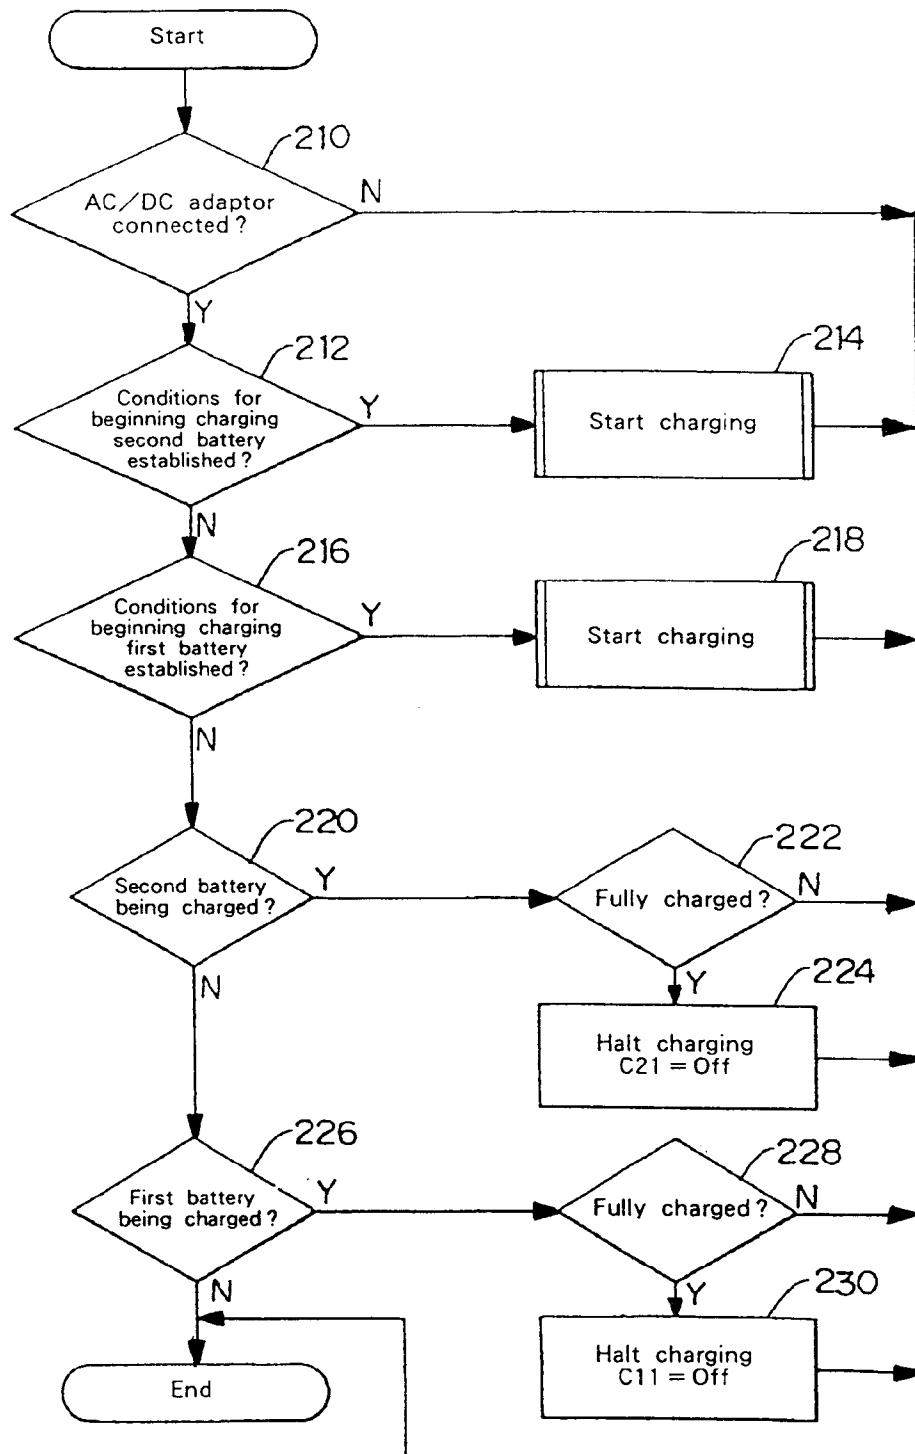 Start
210
AC/DC adaptor
connected?
N
Y
212
Conditions for
beginning charging
second battery
established?
Y
N
214
Start charging
216
Conditions for
beginning charging
first battery
established?
Y
N
218
Start charging
220
Second battery
being charged?
Y
N
222
Fully charged?
N
Y
224
Halt charging
C21=Off
226
First battery
being charged?
Y
N
228
Fully charged?
N
Y
230
Halt charging
C11=Off
End